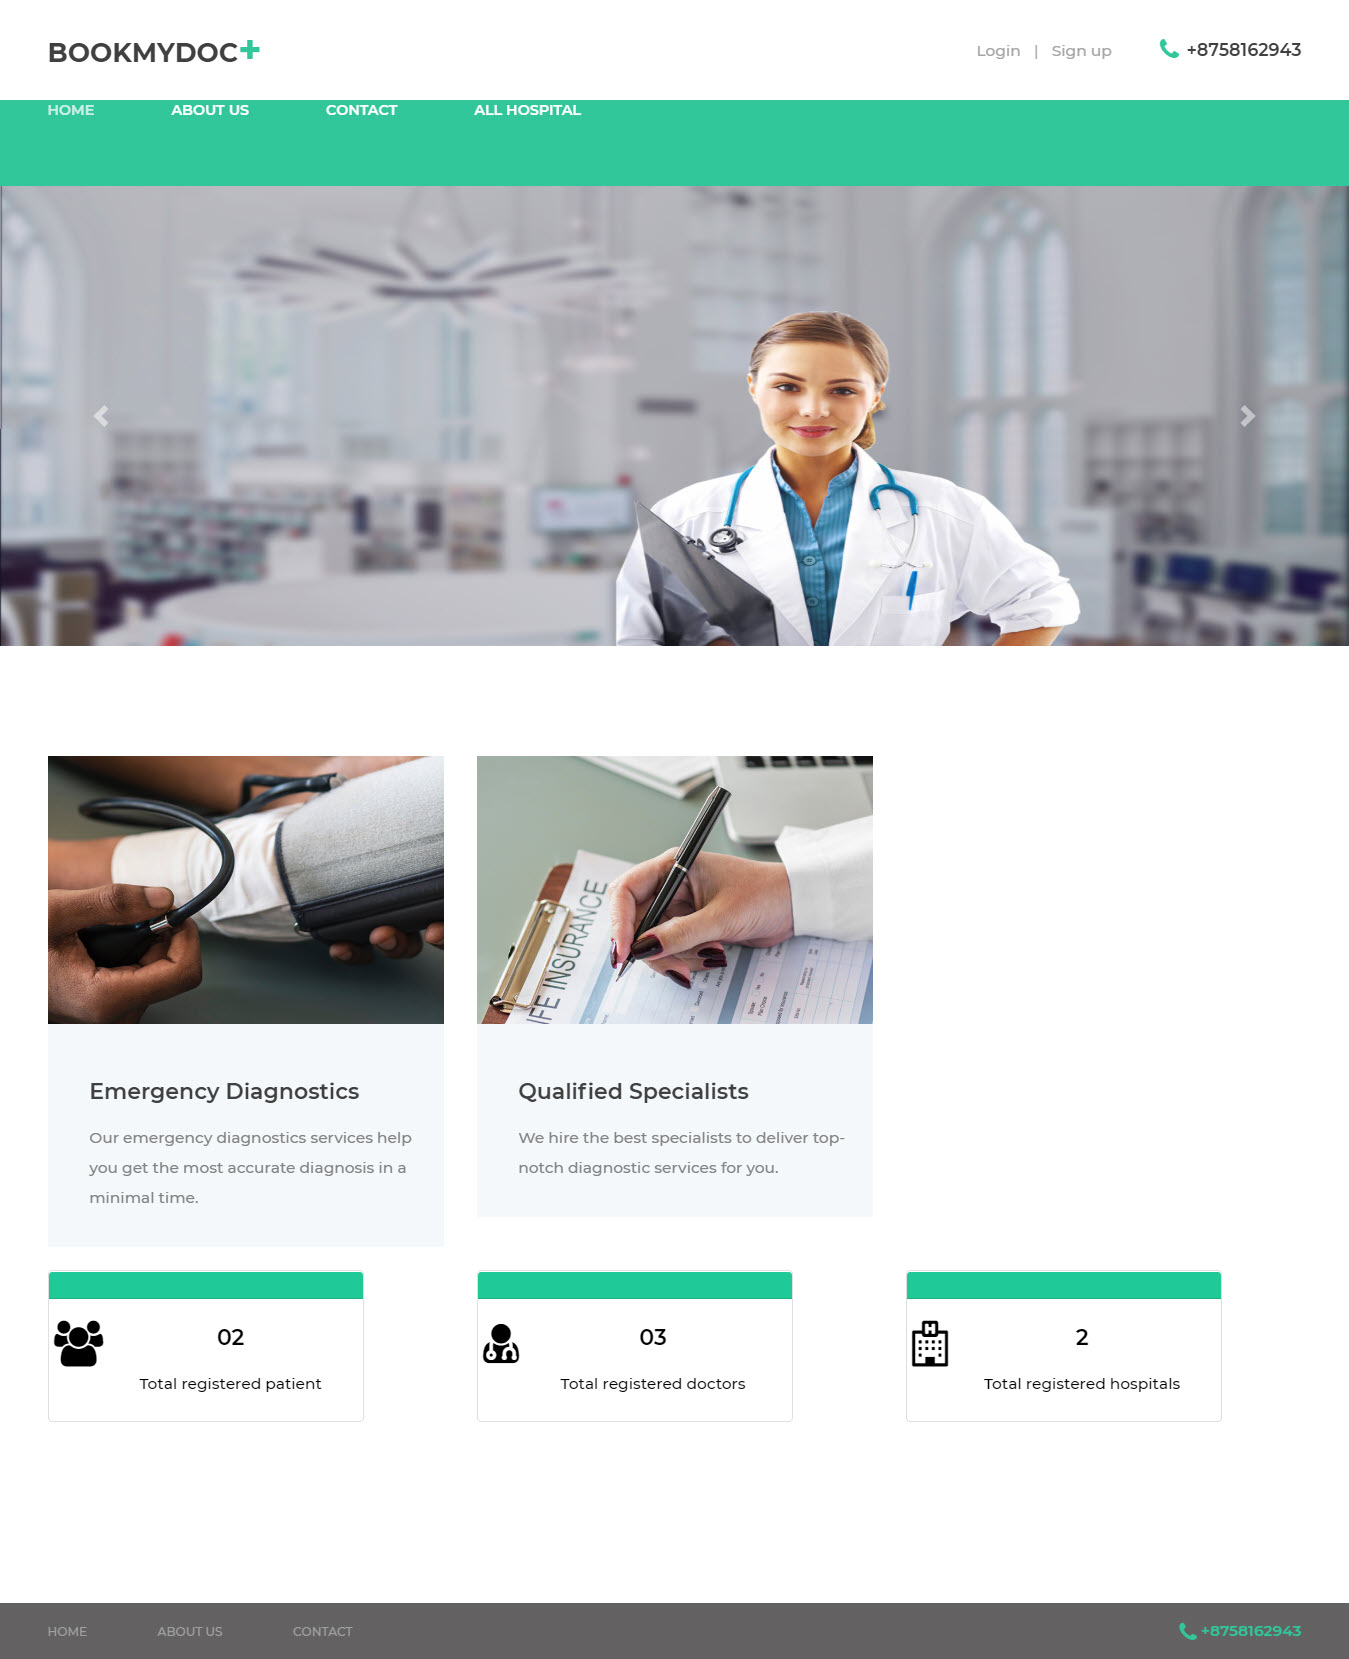 BOOKMYDOC+
Login | Sign up
+8758162943
HOME ABOUT US CONTACT ALL HOSPITAL
LIFE INSURANCE
Emergency Diagnostics
Our emergency diagnostics services help
you get the most accurate diagnosis in a
minimal time.
Qualified Specialists
We hire the best specialists to deliver top-
notch diagnostic services for you.
02
Total registered patient
03
Total registered doctors
H
2
Total registered hospitals
HOME ABOUT US CONTACT
+8758162943